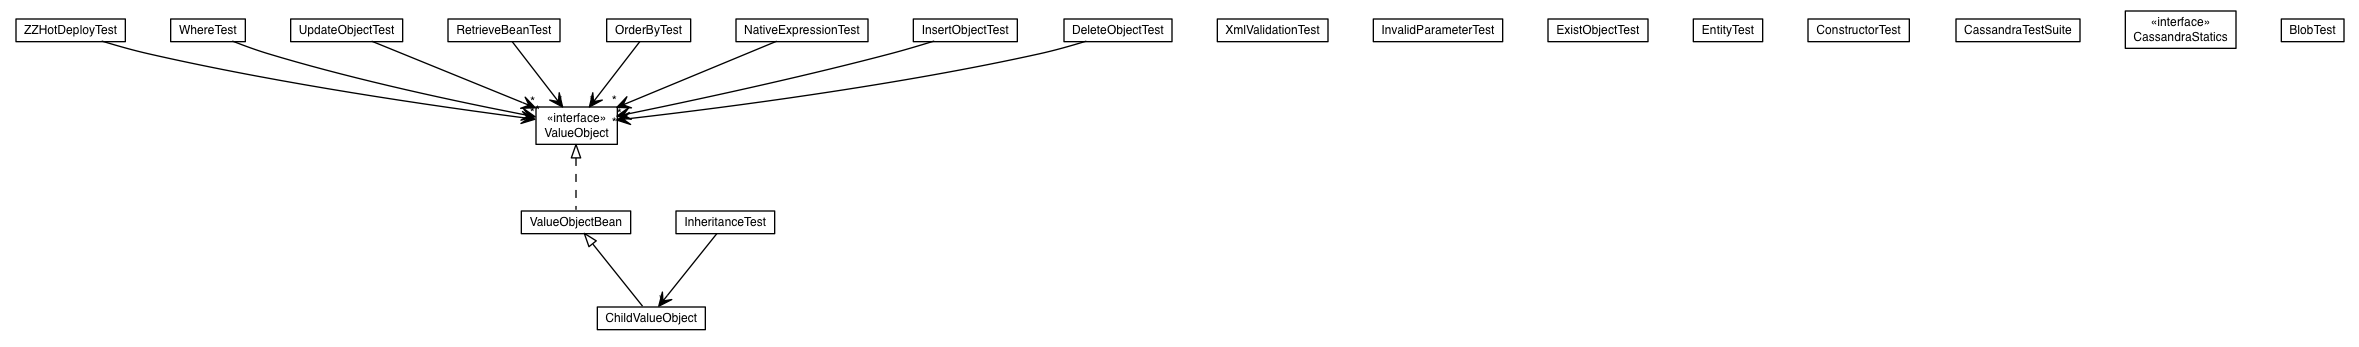 ZZHotDeployTest
WhereTest
UpdateObjectTest
RetrieveBeanTest
OrderByTest
NativeExpressionTest
InsertObjectTest
DeleteObjectTest
XmlValidationTest
InvalidParameterTest
ExistObjectTest
EntityTest
ConstructorTest
CassandraTestSuite
«interface»
CassandraStatics
BlobTest
«interface»
ValueObject
ValueObjectBean
InheritanceTest
ChildValueObject